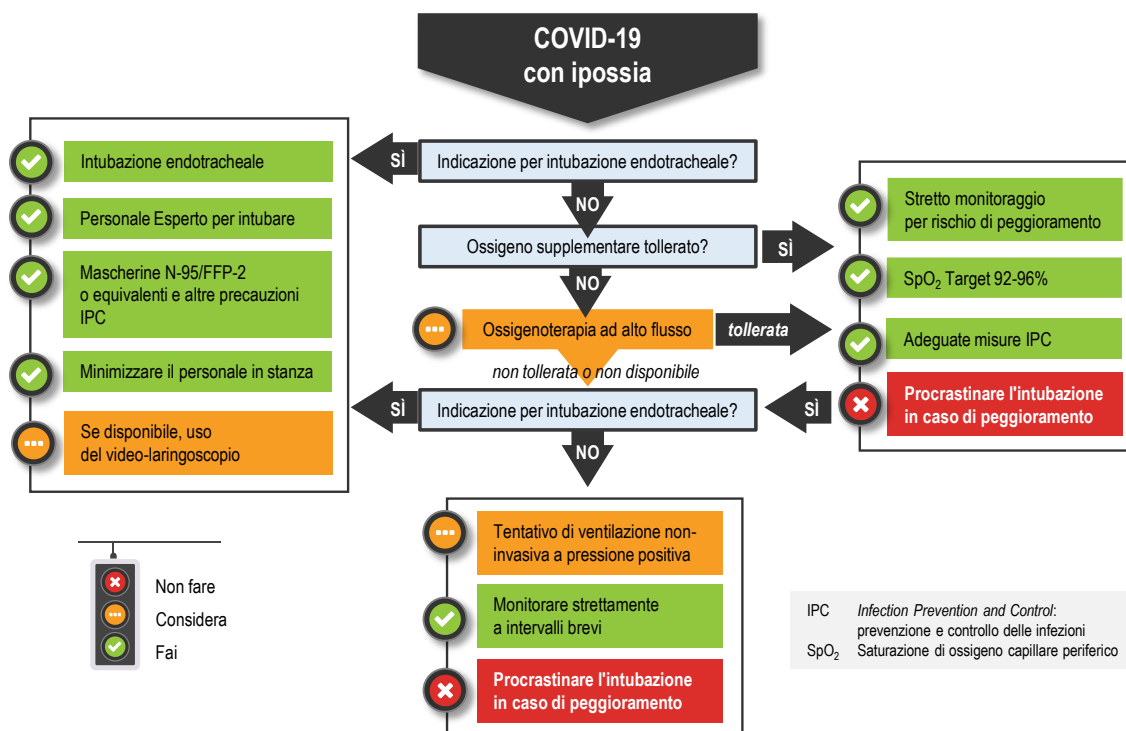 COVID-19
con ipossia
Indicazione per intubazione endotracheale?
SÌ
NO
Intubazione endotracheale
Personale Esperto per intubare
Mascherine N-95/FFP-2
o equivalenti e altre precauzioni
IPC
Minimizzare il personale in stanza
Se disponibile, uso
del video-laringoscopio
Ossigeno supplementare tollerato?
SÌ
NO
Stretto monitoraggio
per rischio di peggioramento
SpO₂ Target 92-96%
Adeguate misure IPC
Procrastinare l'intubazione
in caso di peggioramento
Ossigenoterapia ad alto flusso
tollerata
non tollerata o non disponibile
Indicazione per intubazione endotracheale?
SÌ
SÌ
NO
Tentativo di ventilazione non-
invasiva a pressione positiva
Monitorare strettamente
a intervalli brevi
Procrastinare l'intubazione
in caso di peggioramento
Non fare
Considera
Fai
IPC Infection Prevention and Control:
prevenzione e controllo delle infezioni
SpO₂ Saturazione di ossigeno capillare periferico